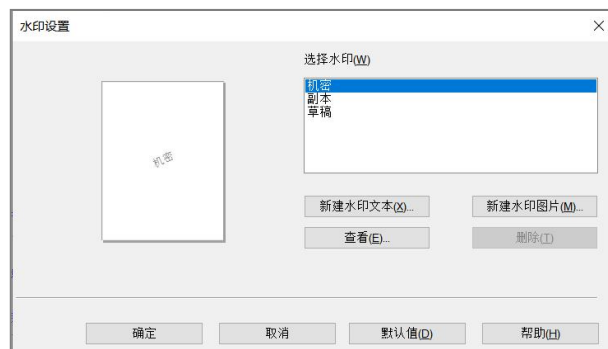 水印设置
选择水印(W)
机密
副本
草稿
机密
新建水印文本(X)...
新建水印图片(M)...
查看(E)...
删除(T)
确定
取消
默认值(D)
帮助(H)